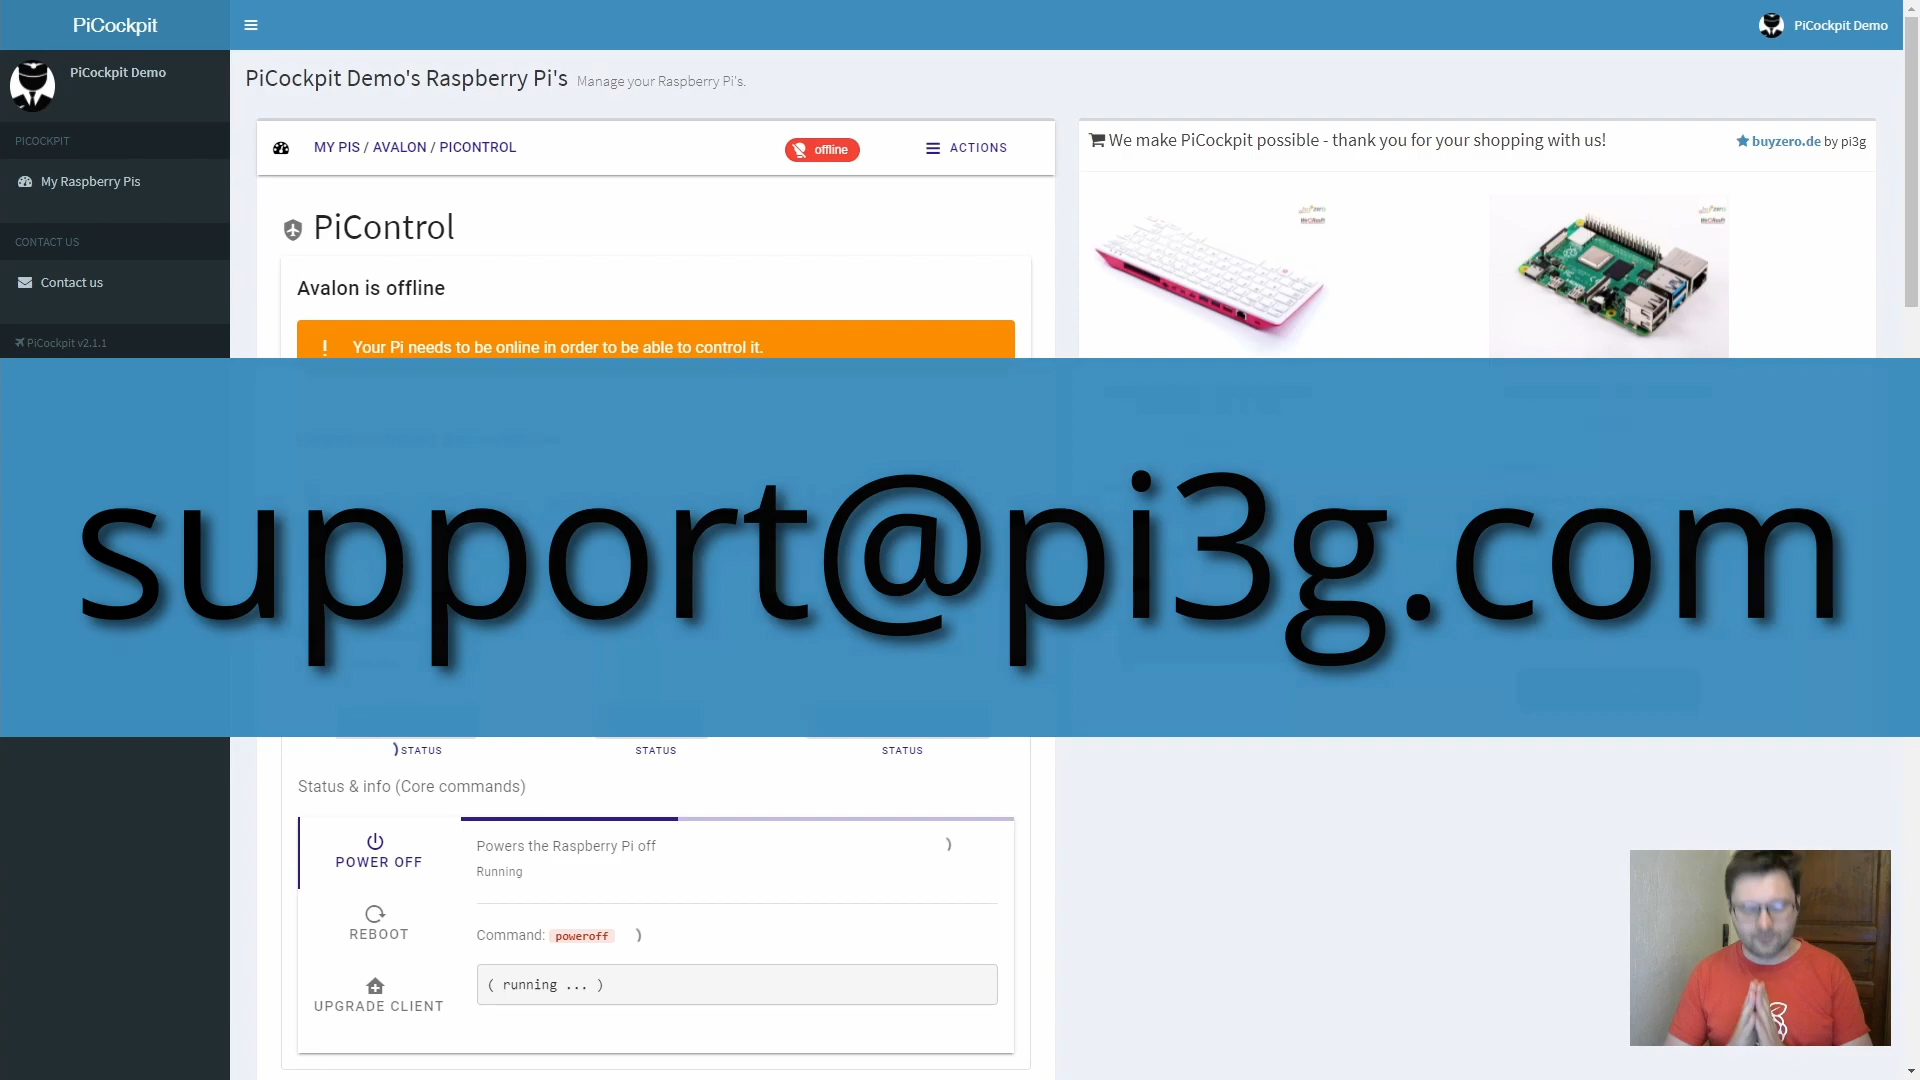 PiCockpit
PiCockpit Demo
PiCockpit Demo
PICOCKPIT
My Raspberry Pis
CONTACT US
Contact us
PiCockpit v2.1.1
PiCockpit Demo's Raspberry Pi's Manage your Raspberry Pi's.
MY PIS / AVALON / PICONTROL
offline
ACTIONS
PiControl
Avalon is offline
! Your Pi needs to be online in order to be able to control it.
We make PiCockpit possible - thank you for your shopping with us!
buyzero.de by pi3g
support@pi3g.com
STATUS
STATUS
STATUS
Status & info (Core commands)
POWER OFF
REBOOT
UPGRADE CLIENT
Powers the Raspberry Pi off
Running
Command: poweroff
( running ... )